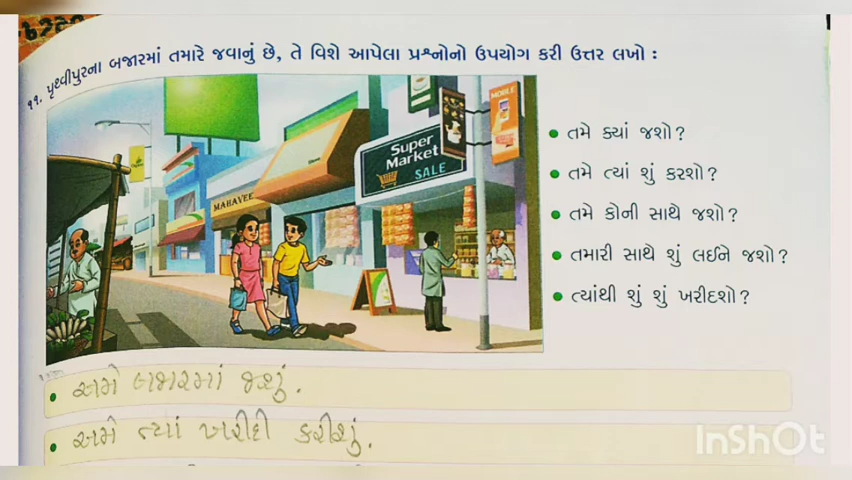 ૧૧. પૃથ્વીપુરના બજારમાં તમારે જવાનું છે, તે વિશે આપેલા પ્રશ્નોનો ઉપયોગ કરી ઉત્તર લખો :
MAHAVEE
Super
Market
SALE
MOBILE
• તમે ક્યાં જશો?
• તમે ત્યાં શું કરશો?
• તમે કોની સાથે જશો?
• તમારી સાથે શું લઈને જશો?
• ત્યાંથી શું શું ખરીદશો?
• અમે બજારમાં જશું.
• અમે ત્યાં ખરીદી કરીશું.
InShOt